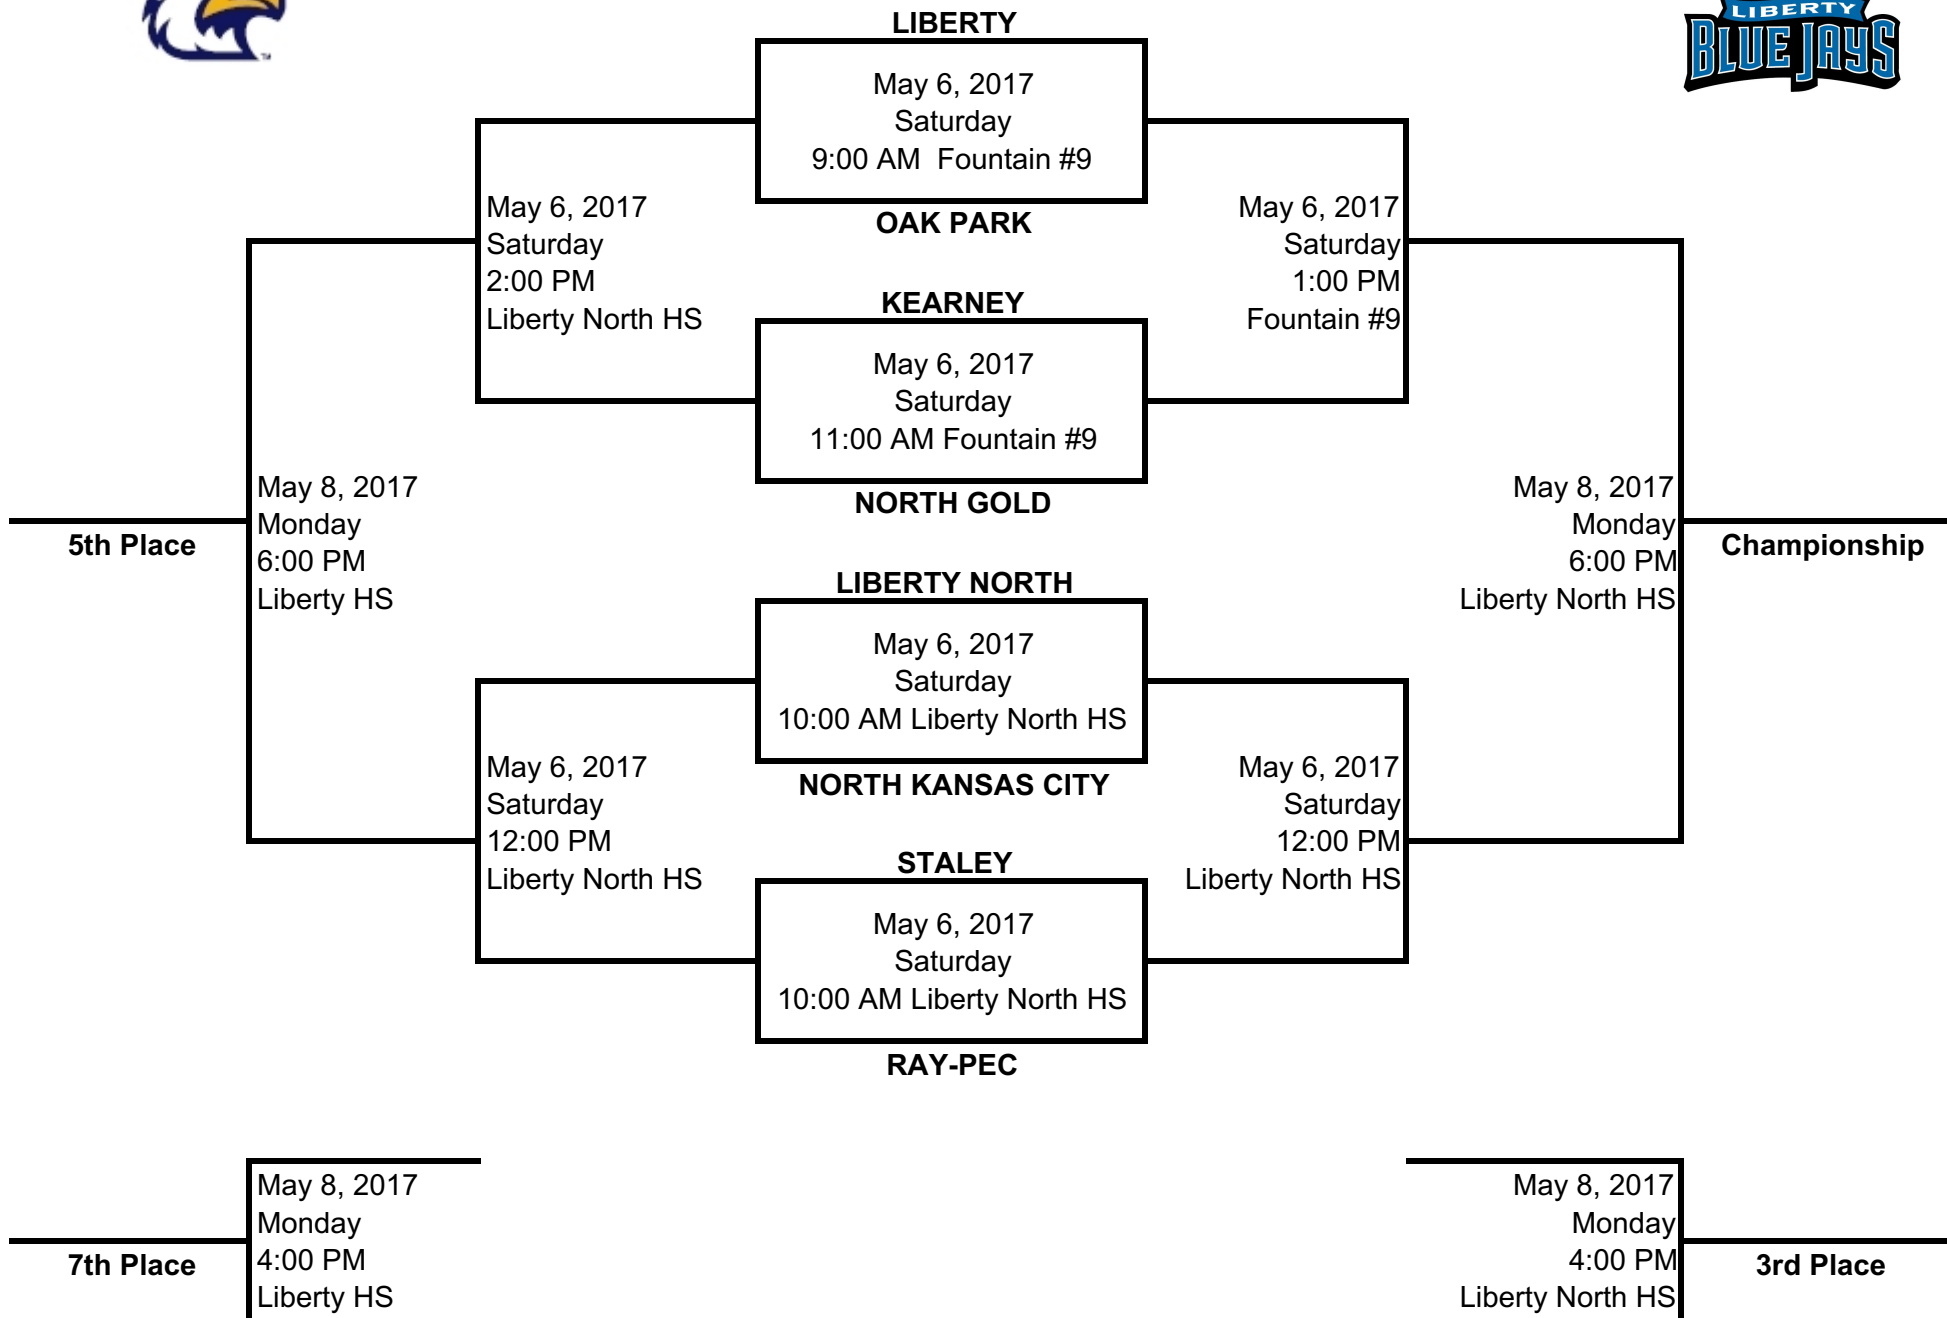 LIBERTY
BLUE JAYS
LIBERTY
May 6, 2017
Saturday
9:00 AM  Fountain #9
OAK PARK
May 6, 2017
Saturday
2:00 PM
Liberty North HS
May 6, 2017
Saturday
1:00 PM
Fountain #9
KEARNEY
May 6, 2017
Saturday
11:00 AM Fountain #9
NORTH GOLD
May 8, 2017
Monday
6:00 PM
Liberty HS
5th Place
May 8, 2017
Monday
6:00 PM
Liberty North HS
Championship
LIBERTY NORTH
May 6, 2017
Saturday
10:00 AM Liberty North HS
NORTH KANSAS CITY
May 6, 2017
Saturday
12:00 PM
Liberty North HS
May 6, 2017
Saturday
12:00 PM
Liberty North HS
STALEY
May 6, 2017
Saturday
10:00 AM Liberty North HS
RAY-PEC
May 8, 2017
Monday
4:00 PM
Liberty HS
7th Place
May 8, 2017
Monday
4:00 PM
Liberty North HS
3rd Place